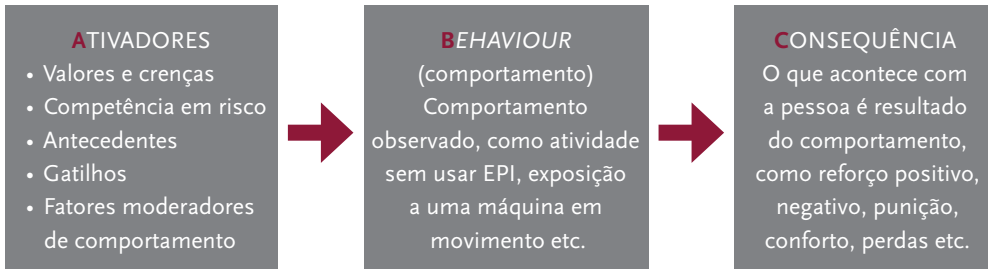 ATIVADORES
• Valores e crenças
• Competência em risco
• Antecedentes
• Gatilhos
• Fatores moderadores
de comportamento
BEHAVIOUR
(comportamento)
Comportamento
observado, como atividade
sem usar EPI, exposição
a uma máquina em
movimento etc.
CONSEQUÊNCIA
O que acontece com
a pessoa é resultado
do comportamento,
como reforço positivo,
negativo, punição,
conforto, perdas etc.